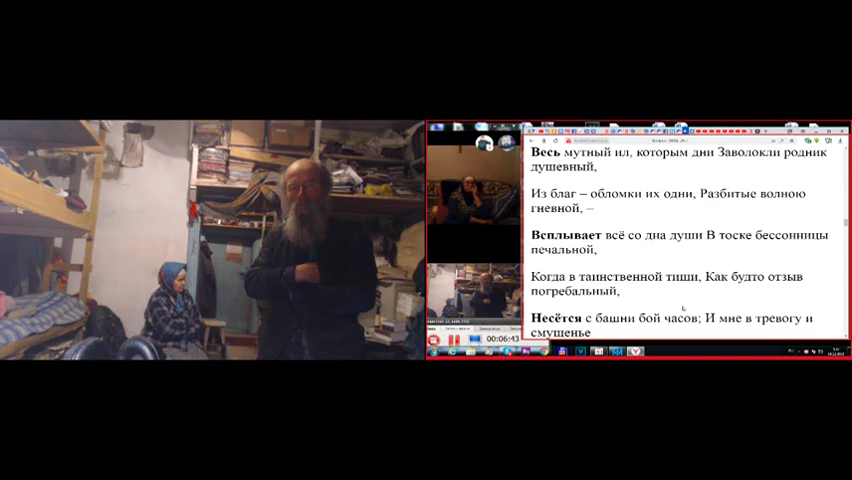 Весь мутный ил, которым дни Заволокли родник
душевный,
Из благ – обломки их одни, Разбитые волною
гневной, –
Всплывает всё со дна души В тоске бессонницы
печальной,
Когда в таинственной тиши, Как будто отзыв
погребальный,
Несётся с башни бой часов; И мне в тревогу и
смущенье
00:06:43